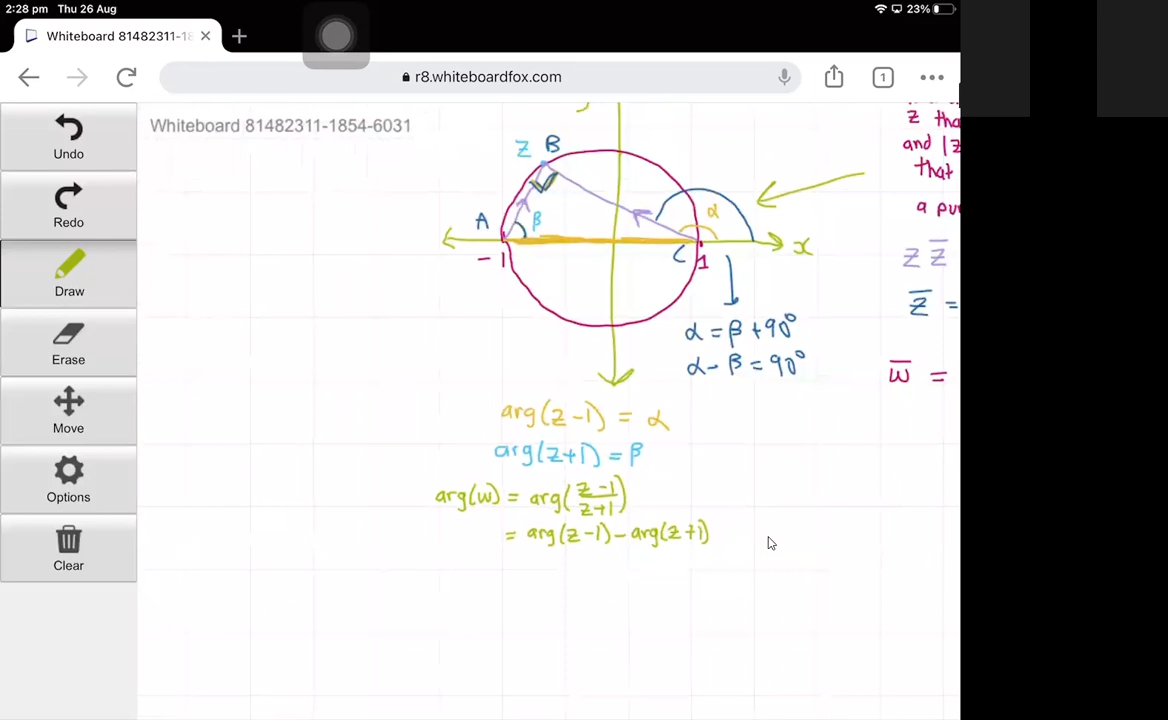 2:28 pm Thu 26 Aug
23%
Whiteboard 81482311-18
r8.whiteboardfox.com
1
Undo
Redo
Draw
Erase
Move
Options
Clear
Whiteboard 81482311-1854-6031
z B
A β α
-1 C 1 x
α = β + 90°
α - β = 90°
arg(z-1) = α
arg(z+1) = β
arg(w) = arg(z-1/z+1)
= arg(z-1) - arg(z+1)
z tha
and |z
that
a pu
z z̅
z̅ =
w̅ =